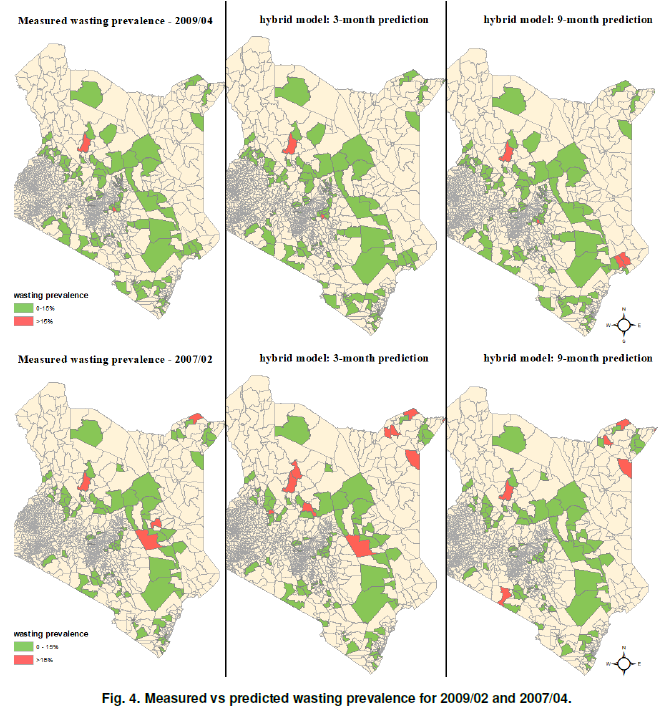 Measured wasting prevalence - 2009/04
hybrid model: 3-month prediction
hybrid model: 9-month prediction
wasting prevalence
0-15%
>15%
N
W E
S
Measured wasting prevalence - 2007/02
hybrid model: 3-month prediction
hybrid model: 9-month prediction
wasting prevalence
0 - 15%
>15%
N
W E
S
Fig. 4. Measured vs predicted wasting prevalence for 2009/02 and 2007/04.